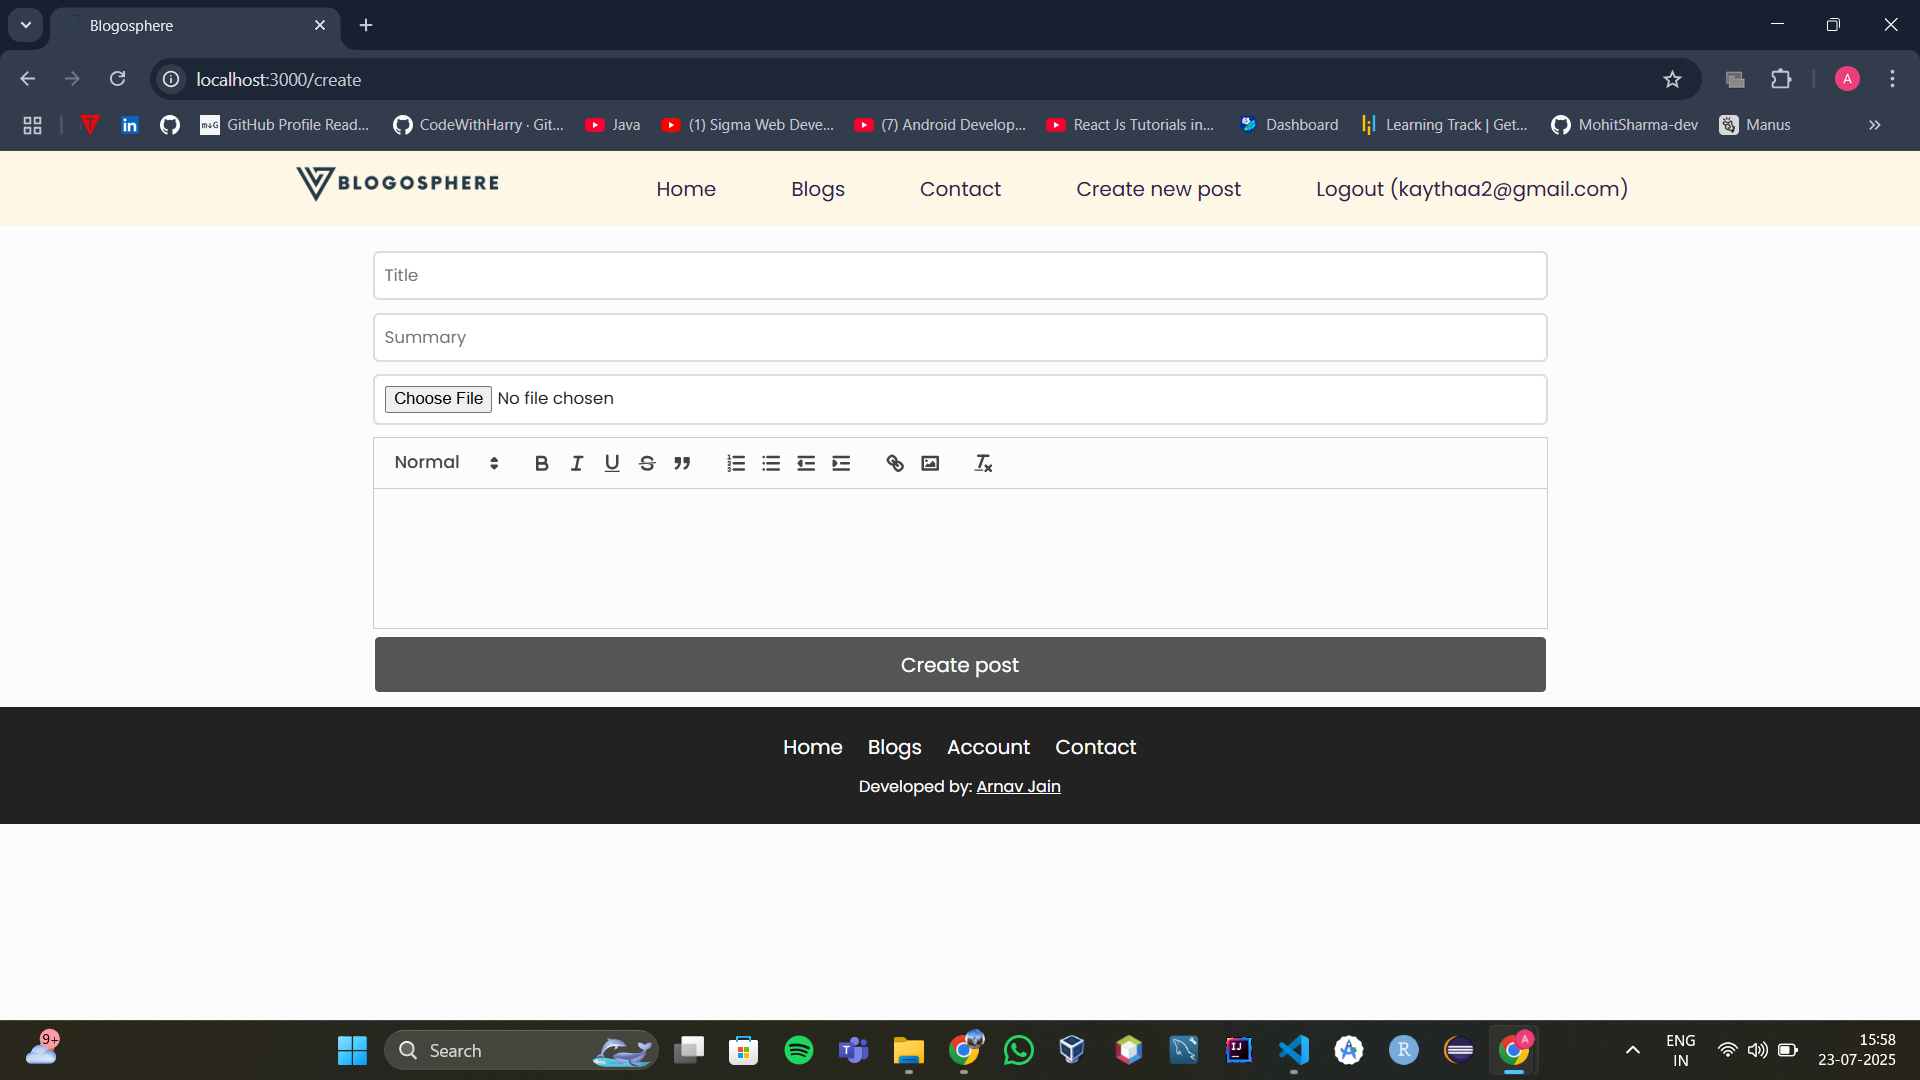 Blogosphere
localhost:3000/create
GitHub Profile Read...
CodeWithHarry · Git...
Java
(1) Sigma Web Deve...
(7) Android Develop...
React Js Tutorials in...
Dashboard
Learning Track | Get...
MohitSharma-dev
Manus
A
BLOGOSPHERE
Home
Blogs
Contact
Create new post
Logout (kaythaa2@gmail.com)
Title
Summary
Choose File No file chosen
Normal
Create post
Home Blogs Account Contact
Developed by: Arnav Jain
9+
Search
ENG
IN
15:58
23-07-2025